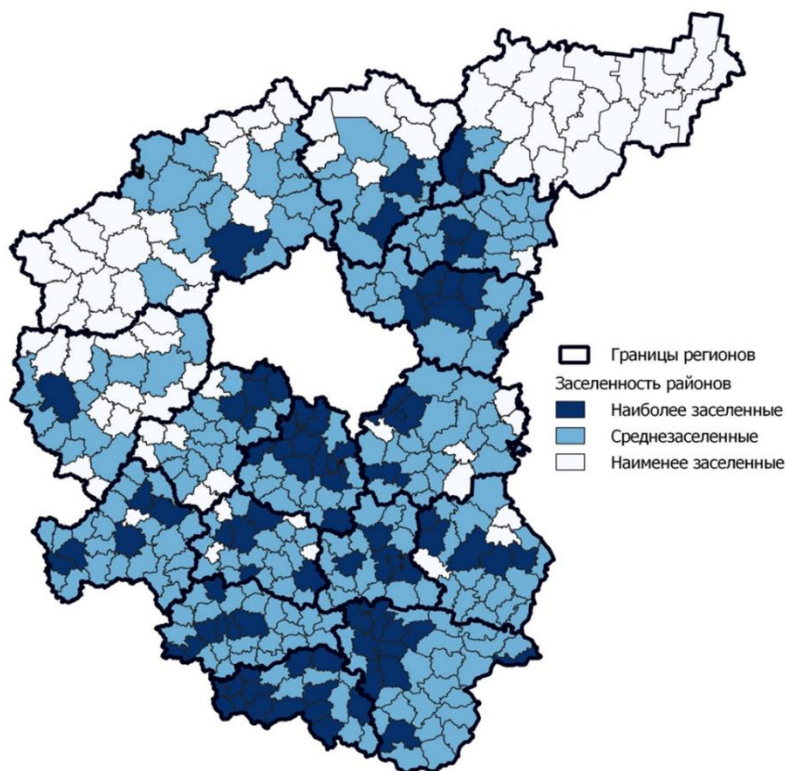 Границы регионов
Заселенность районов
Наиболее заселенные
Среднезаселенные
Наименее заселенные